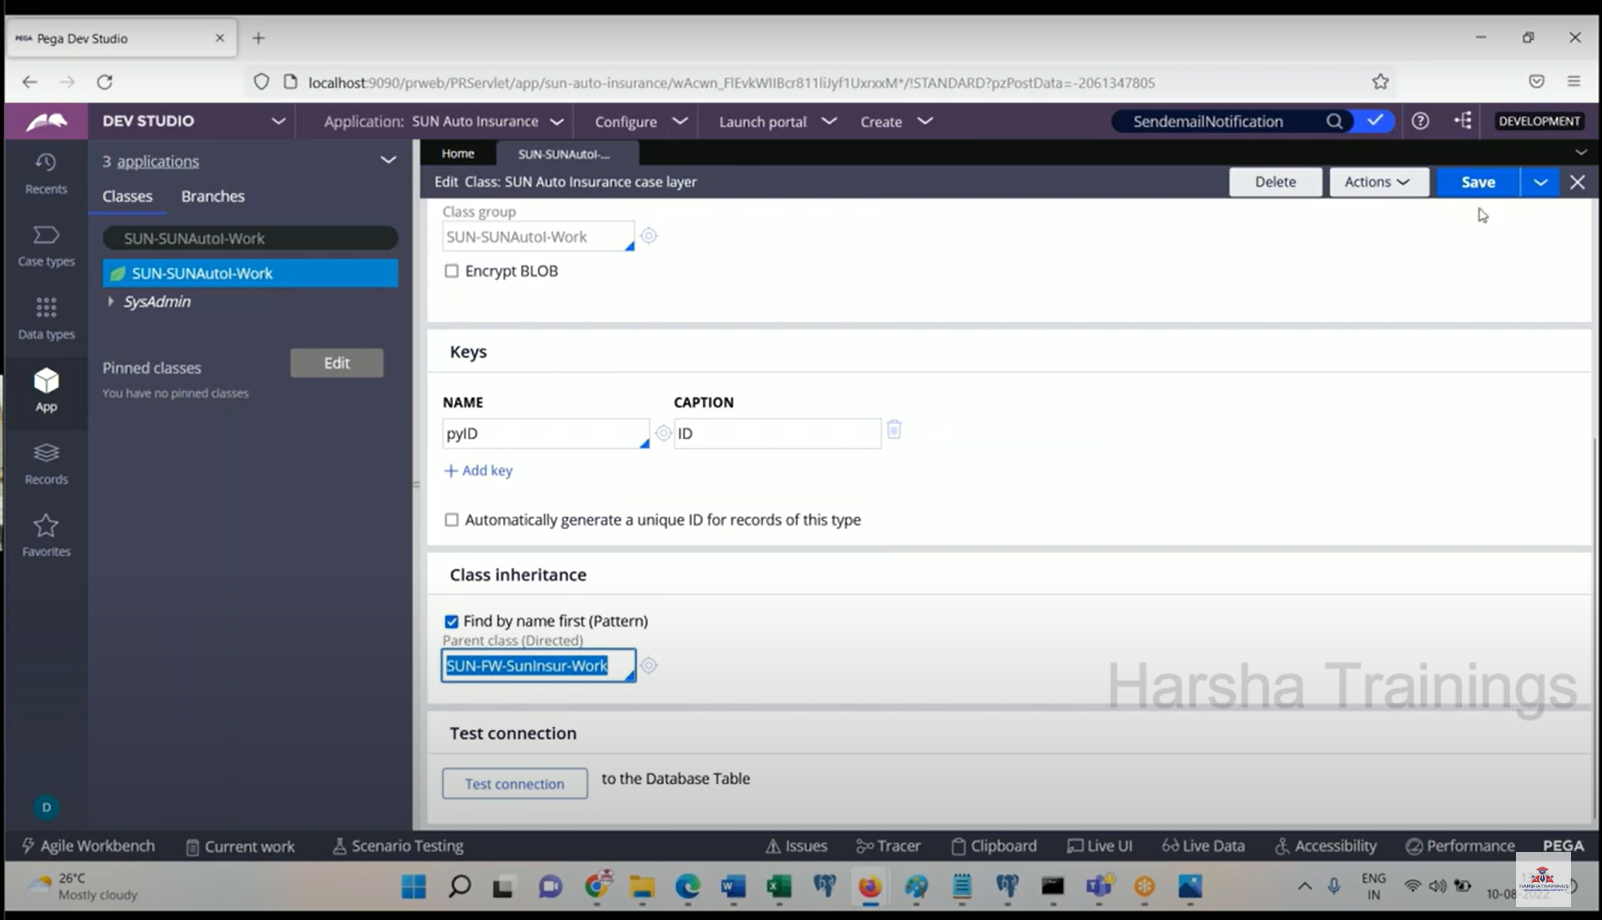 PEGA Pega Dev Studio
localhost:9090/prweb/PRServlet/app/sun-auto-insurance/wAcwn_FlEvkWIIBcr811liJyf1UxrxxM*/!STANDARD?pzPostData=-2061347805
DEV STUDIO
Application: SUN Auto Insurance
Configure
Launch portal
Create
SendemailNotification
DEVELOPMENT
Recents
Case types
Data types
App
Records
Favorites
D
3 applications
Classes Branches
SUN-SUNAutoI-Work
SUN-SUNAutoI-Work
SysAdmin
Pinned classes
Edit
You have no pinned classes
Home SUN-SUNAutoI-...
Edit Class: SUN Auto Insurance case layer
Delete Actions Save
Class group
SUN-SUNAutoI-Work
Encrypt BLOB
Keys
NAME CAPTION
pyID ID
+ Add key
Automatically generate a unique ID for records of this type
Class inheritance
Find by name first (Pattern)
Parent class (Directed)
SUN-FW-SunInsur-Work
Harsha Trainings
Test connection
Test connection to the Database Table
Agile Workbench Current work Scenario Testing Issues Tracer Clipboard Live UI Live Data Accessibility Performance PEGA
26°C
Mostly cloudy
ENG
IN
HARSHA TRAININGS